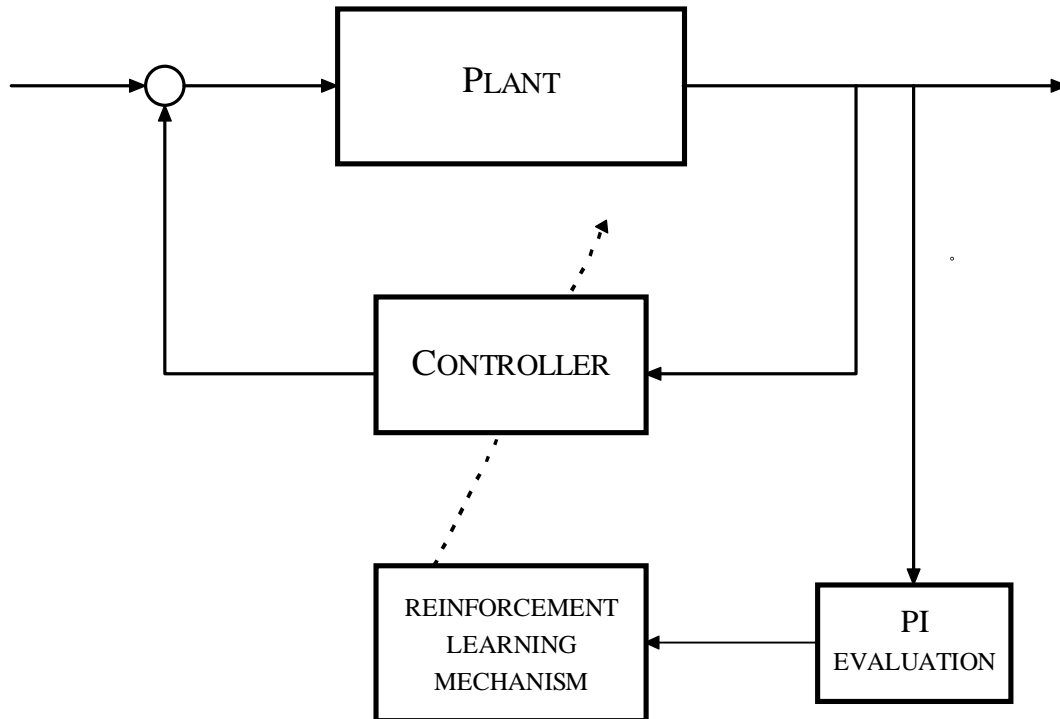 PLANT
CONTROLLER
REINFORCEMENT
LEARNING
MECHANISM
PI
EVALUATION